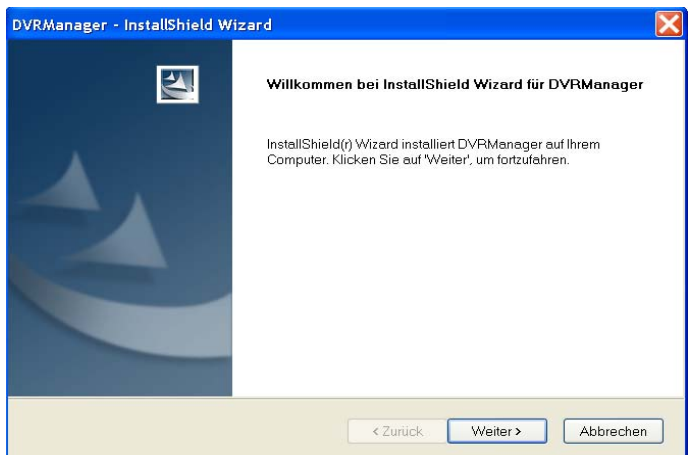 DVRManager - InstallShield Wizard
Willkommen bei InstallShield Wizard für DVRManager
InstallShield(r) Wizard installiert DVRManager auf Ihrem
Computer. Klicken Sie auf 'Weiter', um fortzufahren.
< Zurück Weiter > Abbrechen